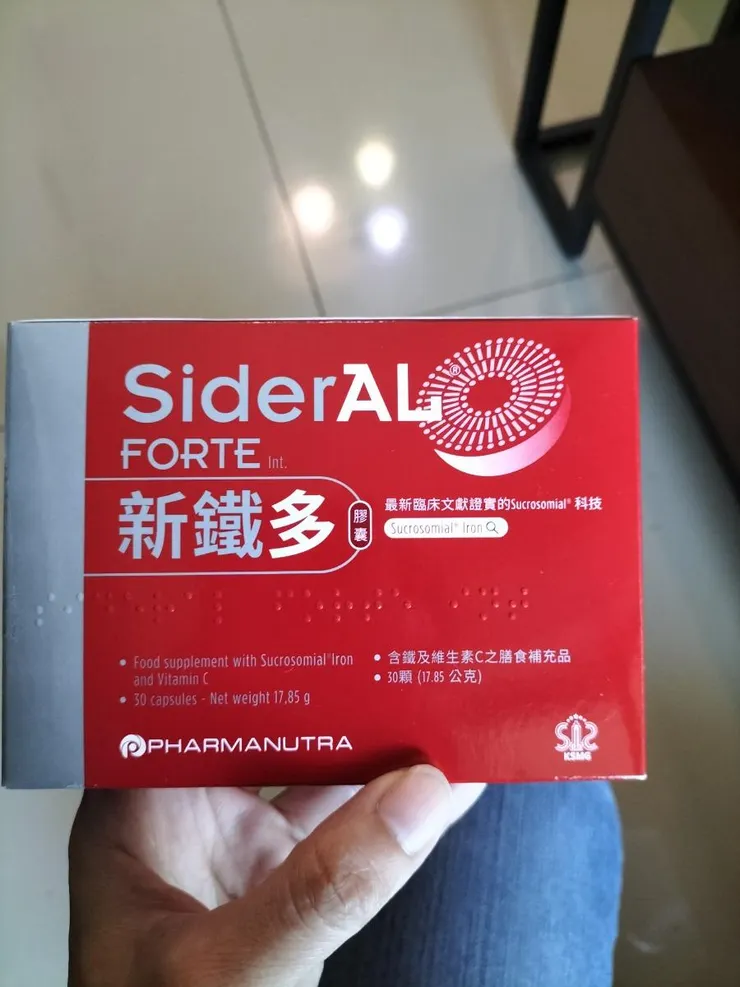 SiderAL®
FORTE Int.
新鐵多
膠囊
最新臨床文獻證實的Sucrosomial® 科技
Sucrosomial® Iron
• Food supplement with Sucrosomial®Iron
and Vitamin C
• 30 capsules - Net weight 17,85 g
• 含鐵及維生素C之膳食補充品
• 30顆 (17.85 公克)
PHARMANUTRA
KSMG